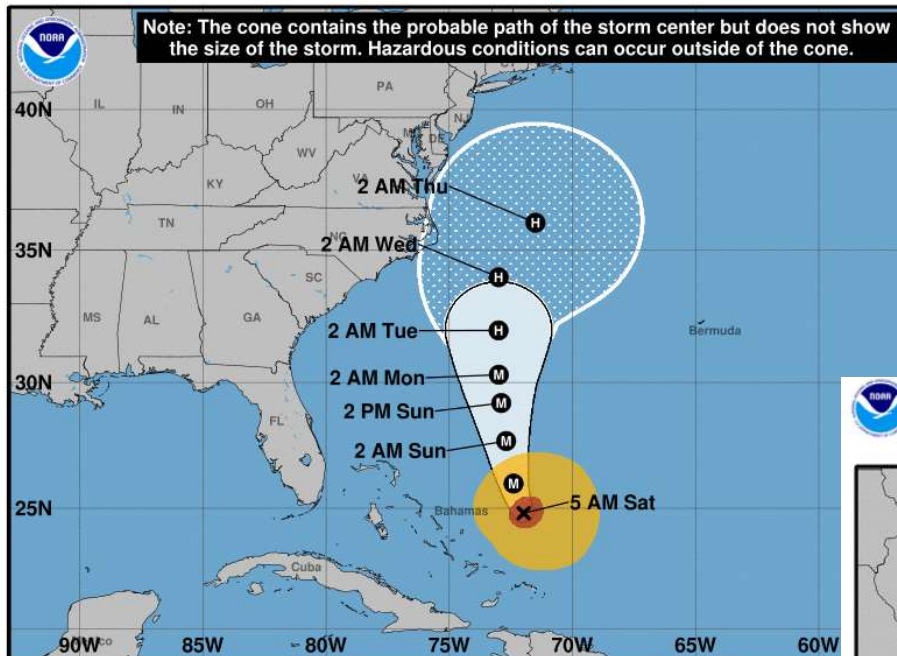 Note: The cone contains the probable path of the storm center but does not show
the size of the storm. Hazardous conditions can occur outside of the cone.
NOAA
PA
NJ
40N
IL
IN
OH
DE
WV
VA
KY
2 AM Thu
H
TN
NC
2 AM Wed
35N
H
SC
MS
AL
GA
2 AM Tue
H
Bermuda
2 AM Mon
M
30N
2 PM Sun
M
FL
NOAA
2 AM Sun
M
M
25N
Bahamas
5 AM Sat
Cuba
90W
85W
80W
75W
70W
65W
60W